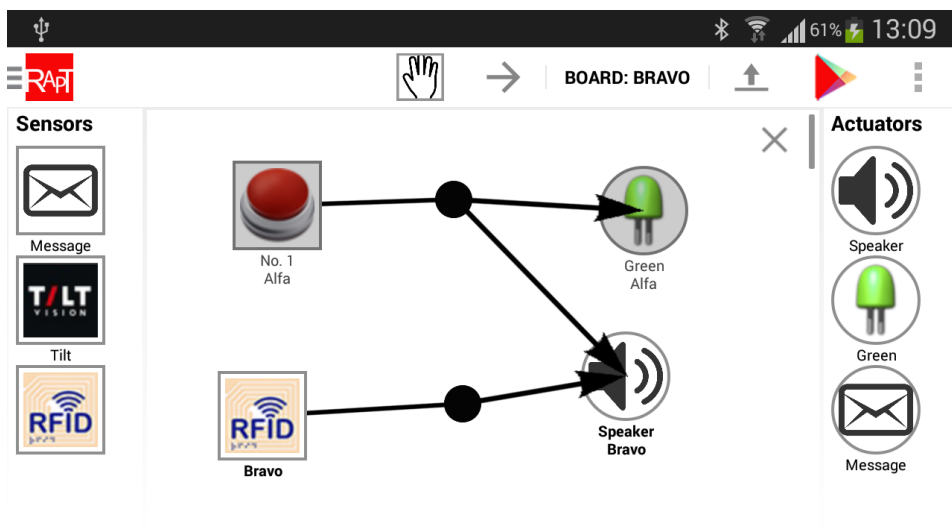 61% 13:09
RAPT
BOARD: BRAVO
Sensors
Message
TILT
VISION
Tilt
RFID
No. 1
Alfa
Green
Alfa
RFID
Bravo
Speaker
Bravo
Actuators
Speaker
Green
Message